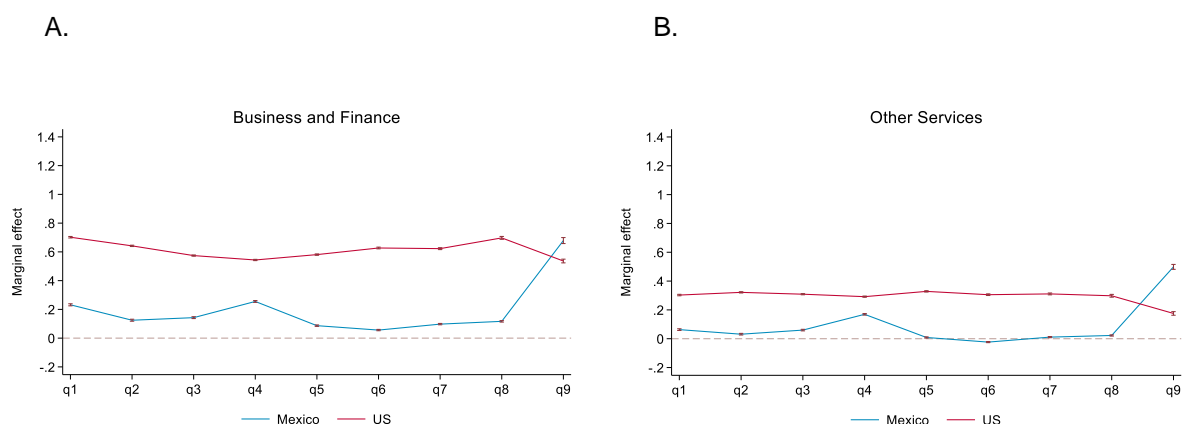 A.
Business and Finance
Marginal effect
1.4
1.2
1
.8
.6
.4
.2
0
-.2
q1 q2 q3 q4 q5 q6 q7 q8 q9
Mexico US
B.
Other Services
Marginal effect
1.4
1.2
1
.8
.6
.4
.2
0
-.2
q1 q2 q3 q4 q5 q6 q7 q8 q9
Mexico US